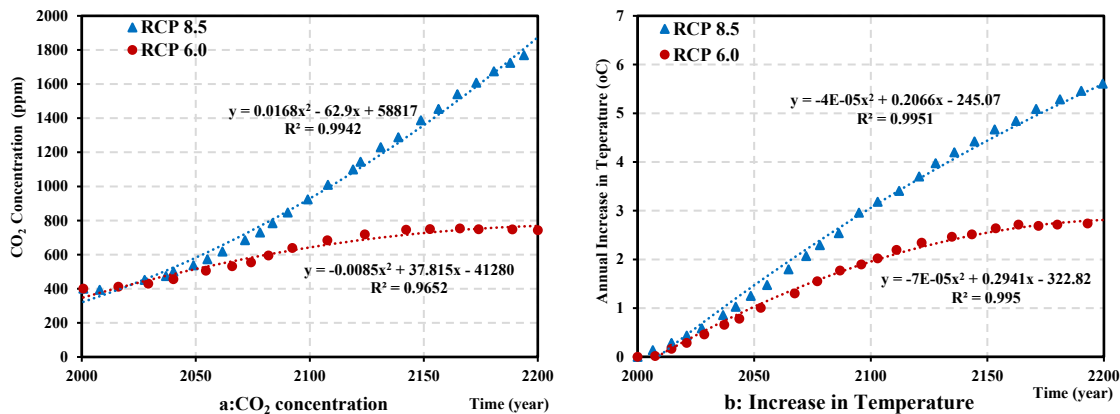 2000
1800
1600
1400
1200
1000
800
600
400
200
0
CO2 Concentration (ppm)
RCP 8.5
RCP 6.0
y = 0.0168x² - 62.9x + 58817
R² = 0.9942
y = -0.0085x² + 37.815x - 41280
R² = 0.9652
2000 2050 2100 2150 2200
a:CO2 concentration
Time (year)
7
6
5
4
3
2
1
0
Annual Increase in Teperature (oC)
RCP 8.5
RCP 6.0
y = -4E-05x² + 0.2066x - 245.07
R² = 0.9951
y = -7E-05x² + 0.2941x - 322.82
R² = 0.995
2000 2050 2100 2150 2200
b: Increase in Temperature
Time (year)